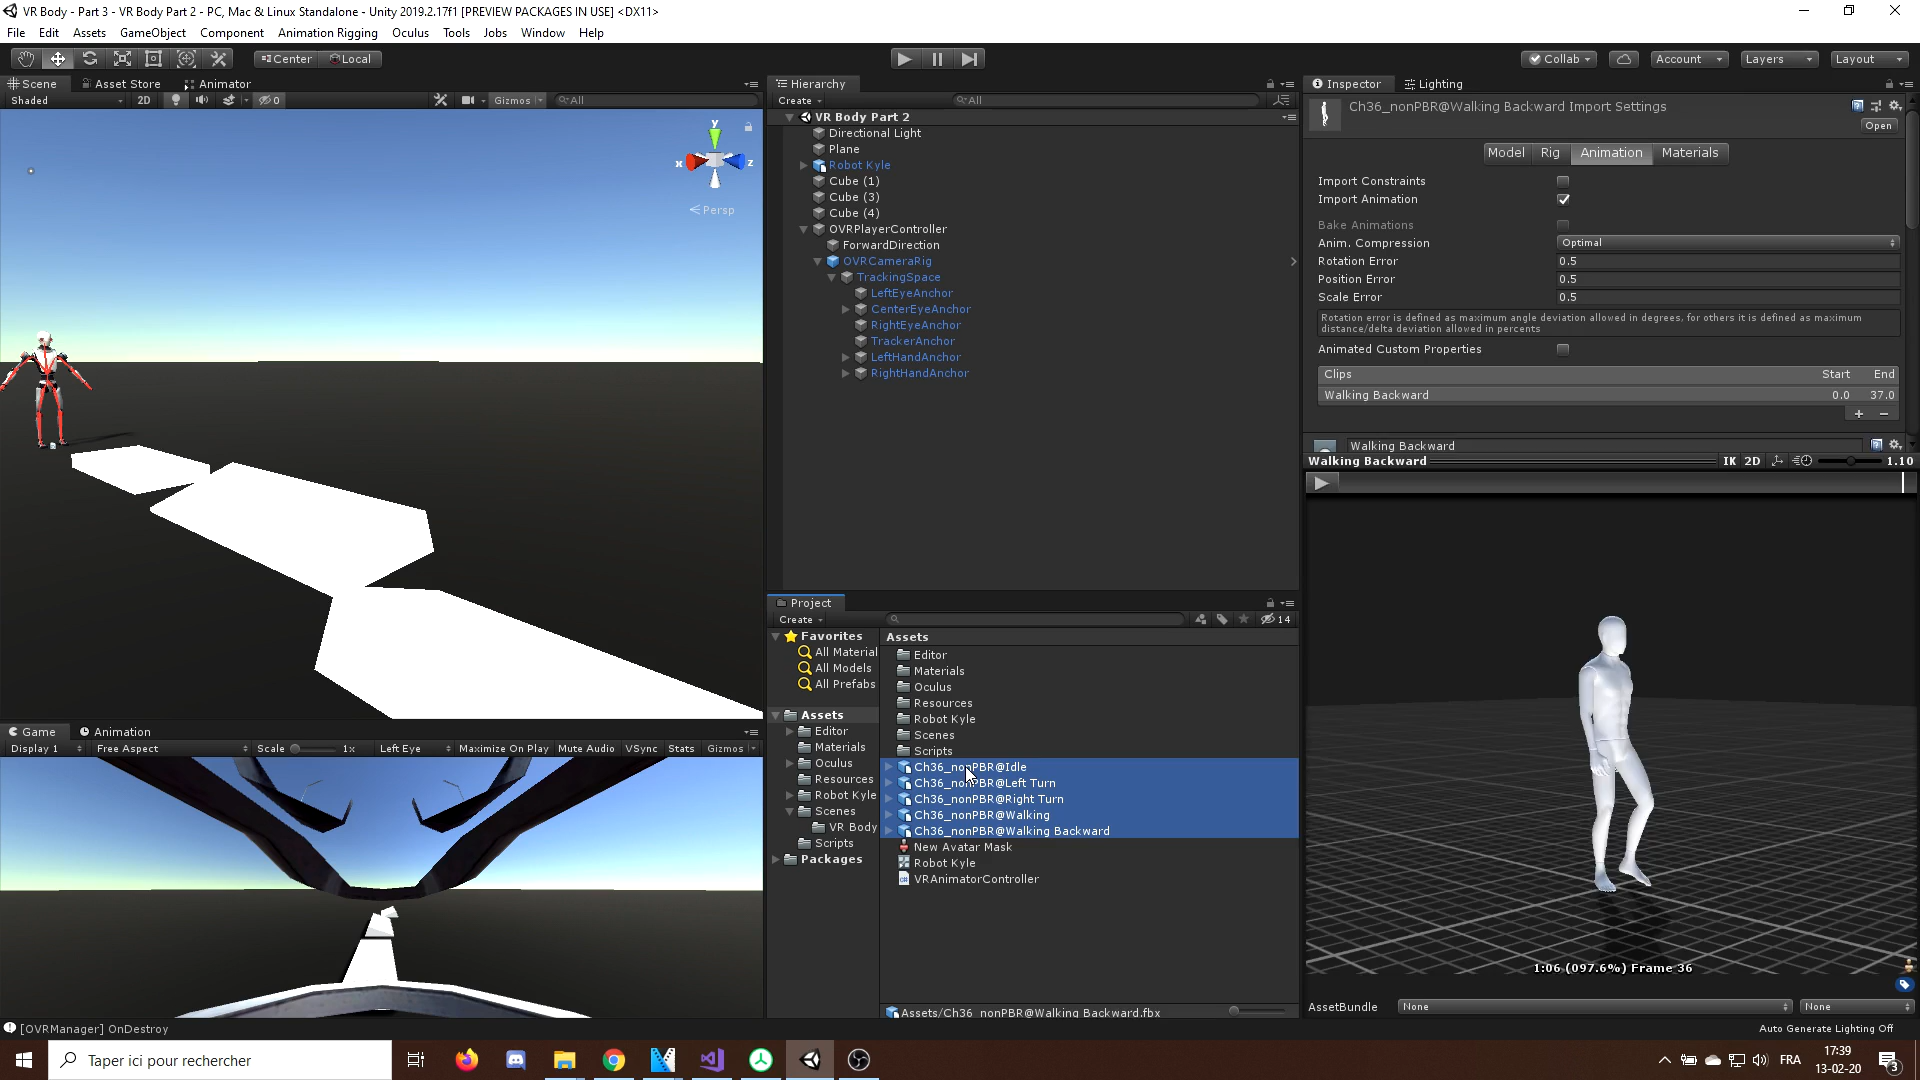 VR Body - Part 3 - VR Body Part 2 - PC, Mac & Linux Standalone - Unity 2019.2.17f1 [PREVIEW PACKAGES IN USE] <DX11>
File Edit Assets GameObject Component Animation Rigging Oculus Tools Jobs Window Help
Center Local Collab Account Layers Layout
Scene Asset Store Animator
Shaded 2D 0 Gizmos All
y
x z
Persp
Hierarchy
Create All
VR Body Part 2
Directional Light
Plane
Robot Kyle
Cube (1)
Cube (3)
Cube (4)
OVRPlayerController
ForwardDirection
OVRCameraRig
TrackingSpace
LeftEyeAnchor
CenterEyeAnchor
RightEyeAnchor
TrackerAnchor
LeftHandAnchor
RightHandAnchor
Inspector Lighting
Ch36_nonPBR@Walking Backward Import Settings
Open
Model Rig Animation Materials
Import Constraints
Import Animation
Bake Animations
Anim. Compression Optimal
Rotation Error 0.5
Position Error 0.5
Scale Error 0.5
Rotation error is defined as maximum angle deviation allowed in degrees, for others it is defined as maximum
distance/delta deviation allowed in percents
Animated Custom Properties
Clips Start End
Walking Backward 0.0 37.0
Walking Backward
Walking Backward IK 2D 1.10
1:06 (097.6%) Frame 36
AssetBundle None None
Auto Generate Lighting Off
Project
Create 14
Favorites
All Material
All Models
All Prefabs
Assets
Editor
Materials
Oculus
Resources
Robot Kyle
Scenes
VR Body
Scripts
Packages
Assets
Editor
Materials
Oculus
Resources
Robot Kyle
Scenes
Scripts
Ch36_nonPBR@Idle
Ch36_nonPBR@Left Turn
Ch36_nonPBR@Right Turn
Ch36_nonPBR@Walking
Ch36_nonPBR@Walking Backward
New Avatar Mask
Robot Kyle
VRAnimatorController
Assets/Ch36_nonPBR@Walking Backward.fbx
Game Animation
Display 1 Free Aspect Scale 1x Left Eye Maximize On Play Mute Audio VSync Stats Gizmos
[OVRManager] OnDestroy
Taper ici pour rechercher
FRA
17:39
13-02-20
3